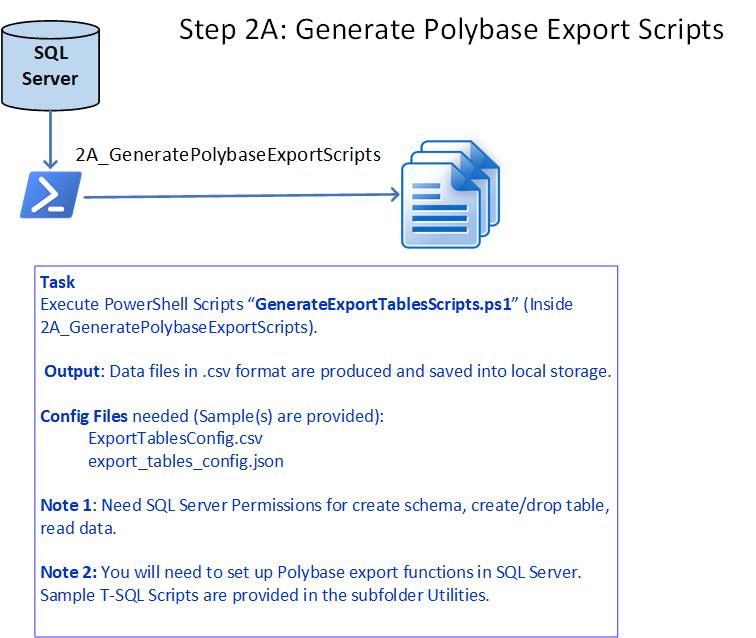 Step 2A: Generate Polybase Export Scripts
SQL
Server
2A_GeneratePolybaseExportScripts
Task
Execute PowerShell Scripts “GenerateExportTablesScripts.ps1” (Inside
2A_GeneratePolybaseExportScripts).
Output: Data files in .csv format are produced and saved into local storage.
Config Files needed (Sample(s) are provided):
ExportTablesConfig.csv
export_tables_config.json
Note 1: Need SQL Server Permissions for create schema, create/drop table,
read data.
Note 2: You will need to set up Polybase export functions in SQL Server.
Sample T-SQL Scripts are provided in the subfolder Utilities.